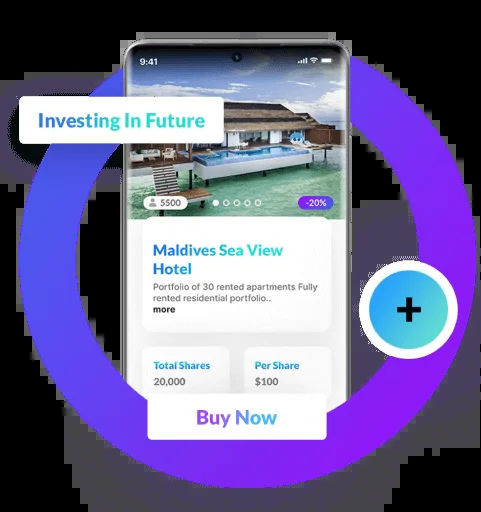 9:41
Investing In Future
5500
-20%
Maldives Sea View
Hotel
Portfolio of 30 rented apartments Fully
rented residential portfolio..
more
Total Shares
Per Share
20,000
$100
Buy Now
+